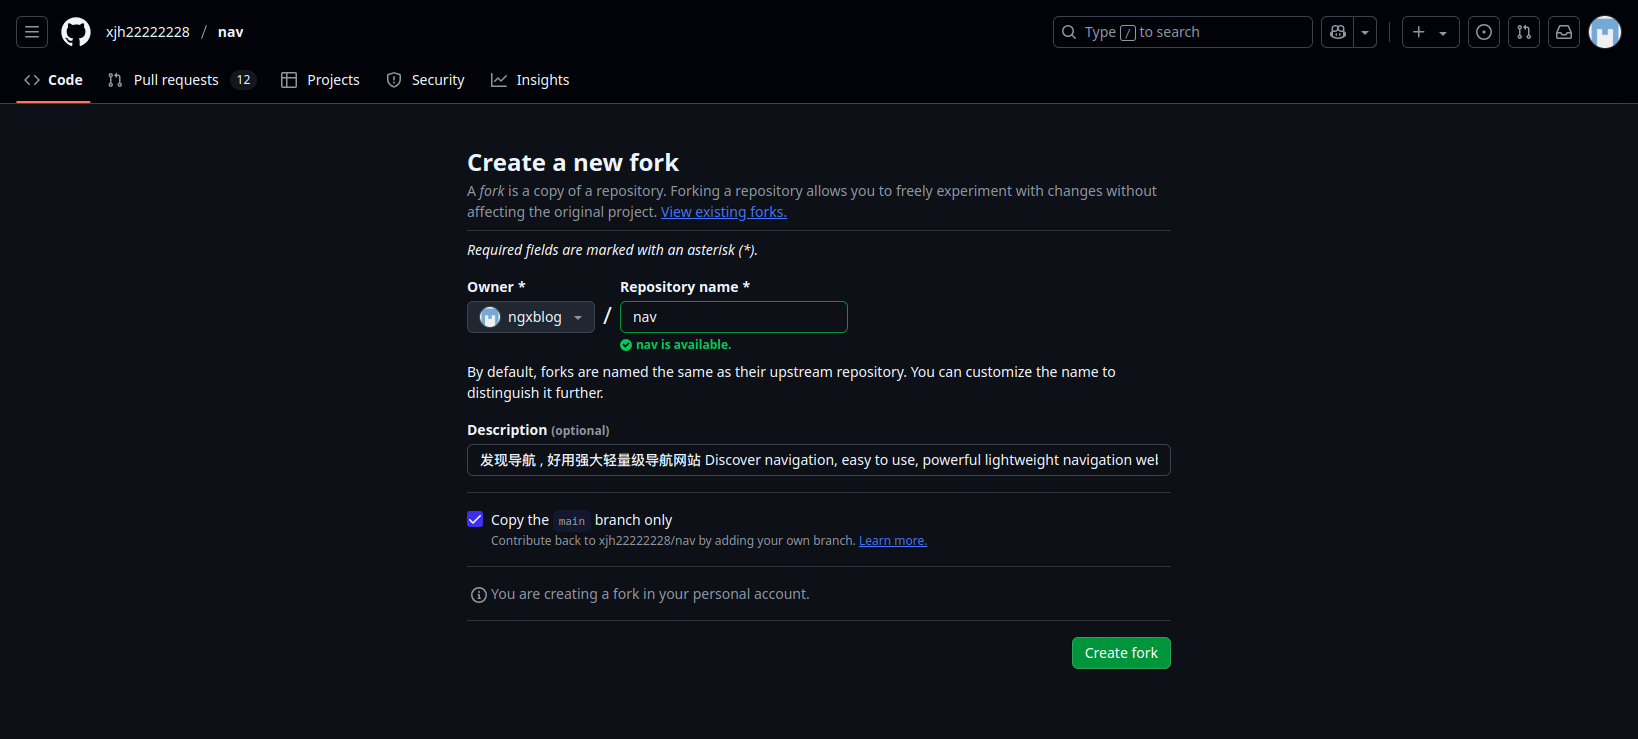 xjh22222228 / nav
Type / to search
Code
Pull requests 12
Projects
Security
Insights
Create a new fork
A fork is a copy of a repository. Forking a repository allows you to freely experiment with changes without
affecting the original project. View existing forks.
Required fields are marked with an asterisk (*).
Owner *
Repository name *
ngxblog / nav
nav is available.
By default, forks are named the same as their upstream repository. You can customize the name to
distinguish it further.
Description (optional)
发现导航 , 好用强大轻量级导航网站 Discover navigation, easy to use, powerful lightweight navigation
Copy the main branch only
Contribute back to xjh22222228/nav by adding your own branch. Learn more.
You are creating a fork in your personal account.
Create fork